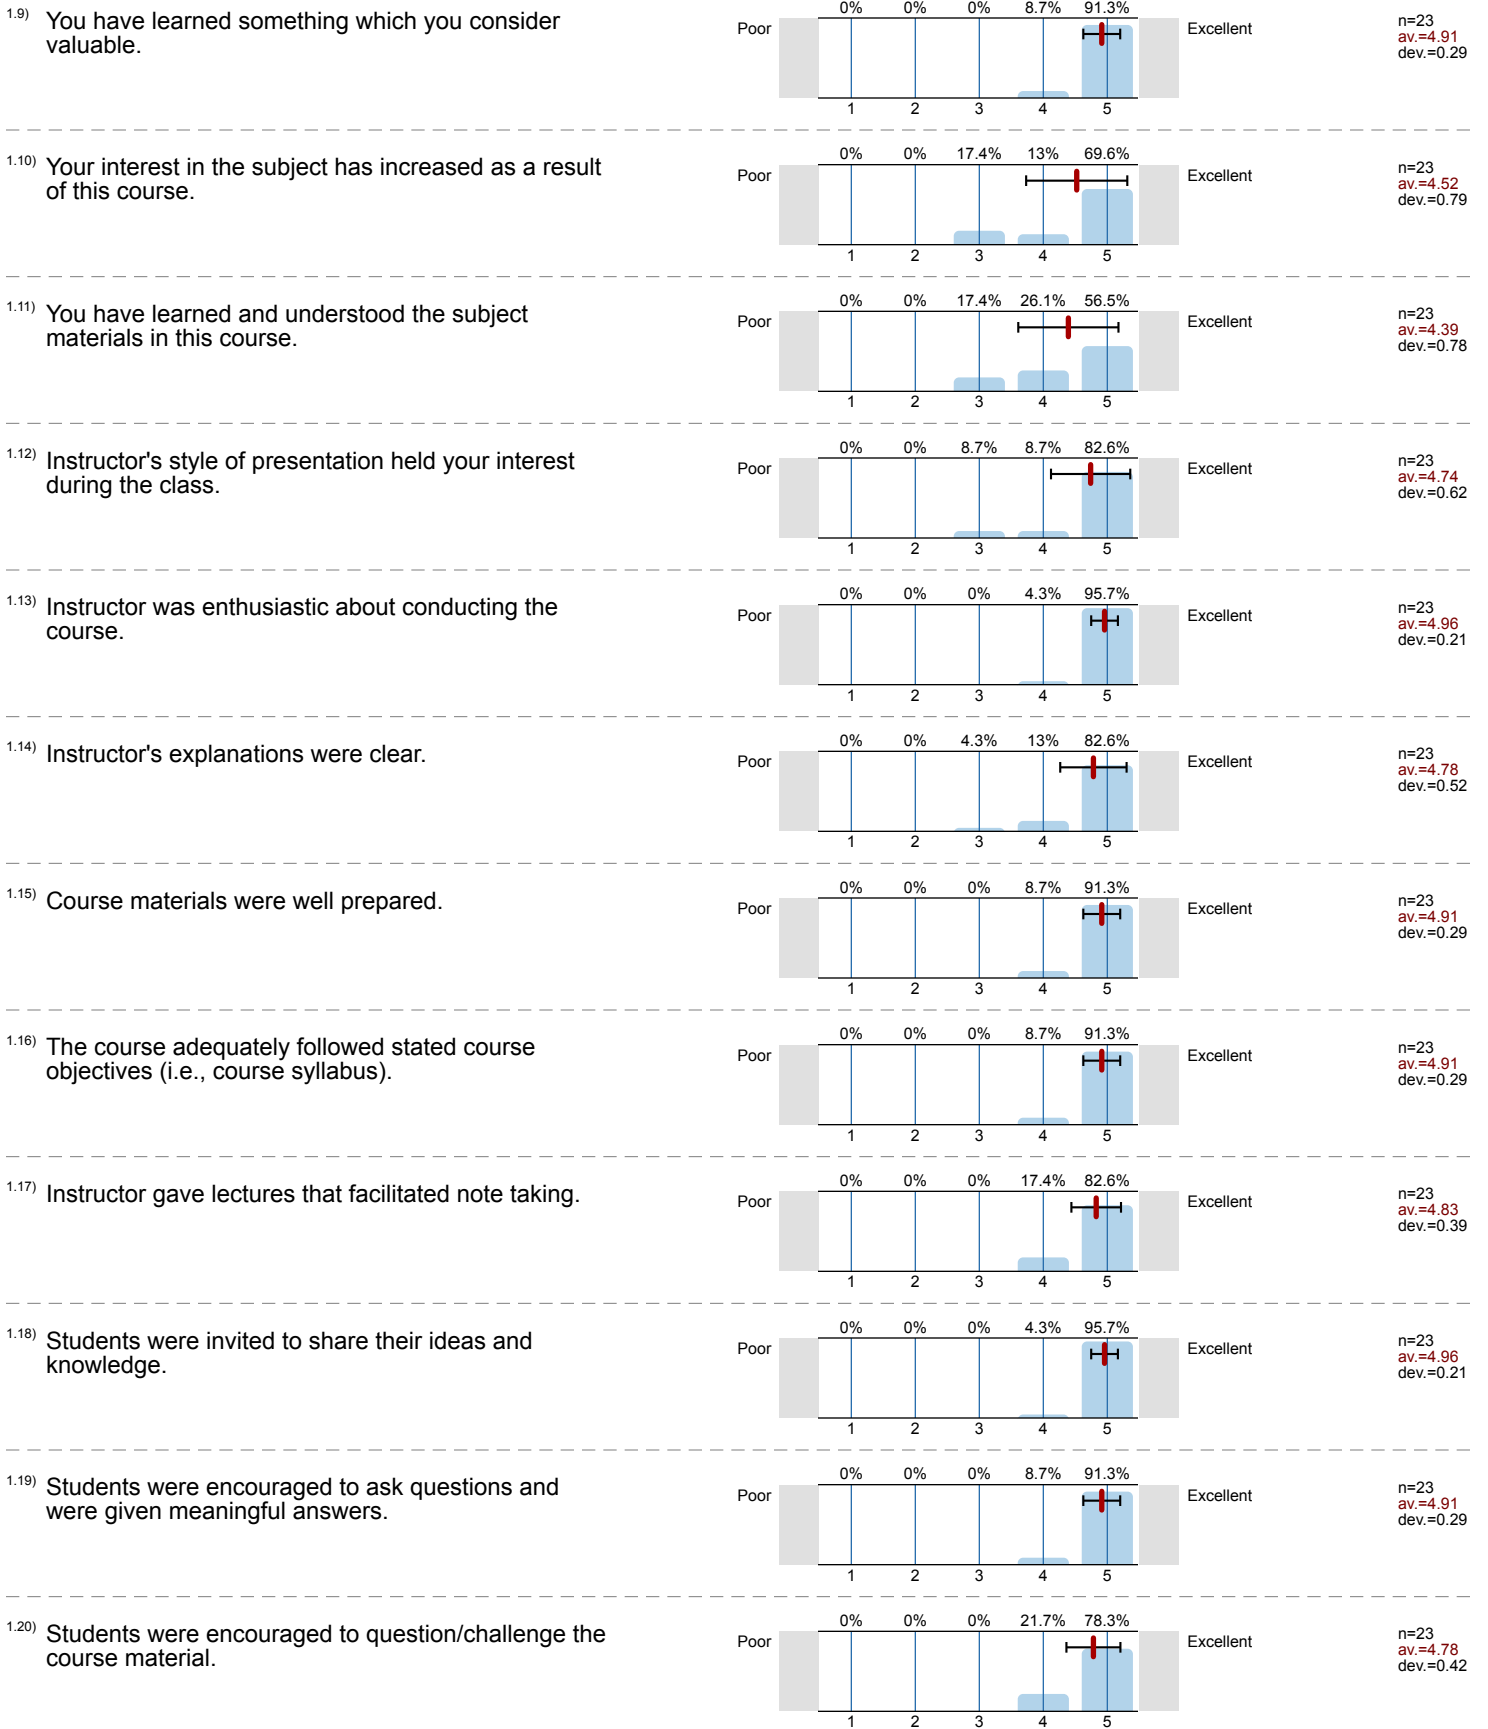 1.9) You have learned something which you consider
valuable.
0% 0% 0% 8.7% 91.3%
Poor Excellent
1 2 3 4 5
n=23
av.=4.91
dev.=0.29
1.10) Your interest in the subject has increased as a result
of this course.
0% 0% 17.4% 13% 69.6%
Poor Excellent
1 2 3 4 5
n=23
av.=4.52
dev.=0.79
1.11) You have learned and understood the subject
materials in this course.
0% 0% 17.4% 26.1% 56.5%
Poor Excellent
1 2 3 4 5
n=23
av.=4.39
dev.=0.78
1.12) Instructor's style of presentation held your interest
during the class.
0% 0% 8.7% 8.7% 82.6%
Poor Excellent
1 2 3 4 5
n=23
av.=4.74
dev.=0.62
1.13) Instructor was enthusiastic about conducting the
course.
0% 0% 0% 4.3% 95.7%
Poor Excellent
1 2 3 4 5
n=23
av.=4.96
dev.=0.21
1.14) Instructor's explanations were clear.
0% 0% 4.3% 13% 82.6%
Poor Excellent
1 2 3 4 5
n=23
av.=4.78
dev.=0.52
1.15) Course materials were well prepared.
0% 0% 0% 8.7% 91.3%
Poor Excellent
1 2 3 4 5
n=23
av.=4.91
dev.=0.29
1.16) The course adequately followed stated course
objectives (i.e., course syllabus).
0% 0% 0% 8.7% 91.3%
Poor Excellent
1 2 3 4 5
n=23
av.=4.91
dev.=0.29
1.17) Instructor gave lectures that facilitated note taking.
0% 0% 0% 17.4% 82.6%
Poor Excellent
1 2 3 4 5
n=23
av.=4.83
dev.=0.39
1.18) Students were invited to share their ideas and
knowledge.
0% 0% 0% 4.3% 95.7%
Poor Excellent
1 2 3 4 5
n=23
av.=4.96
dev.=0.21
1.19) Students were encouraged to ask questions and
were given meaningful answers.
0% 0% 0% 8.7% 91.3%
Poor Excellent
1 2 3 4 5
n=23
av.=4.91
dev.=0.29
1.20) Students were encouraged to question/challenge the
course material.
0% 0% 0% 21.7% 78.3%
Poor Excellent
1 2 3 4 5
n=23
av.=4.78
dev.=0.42